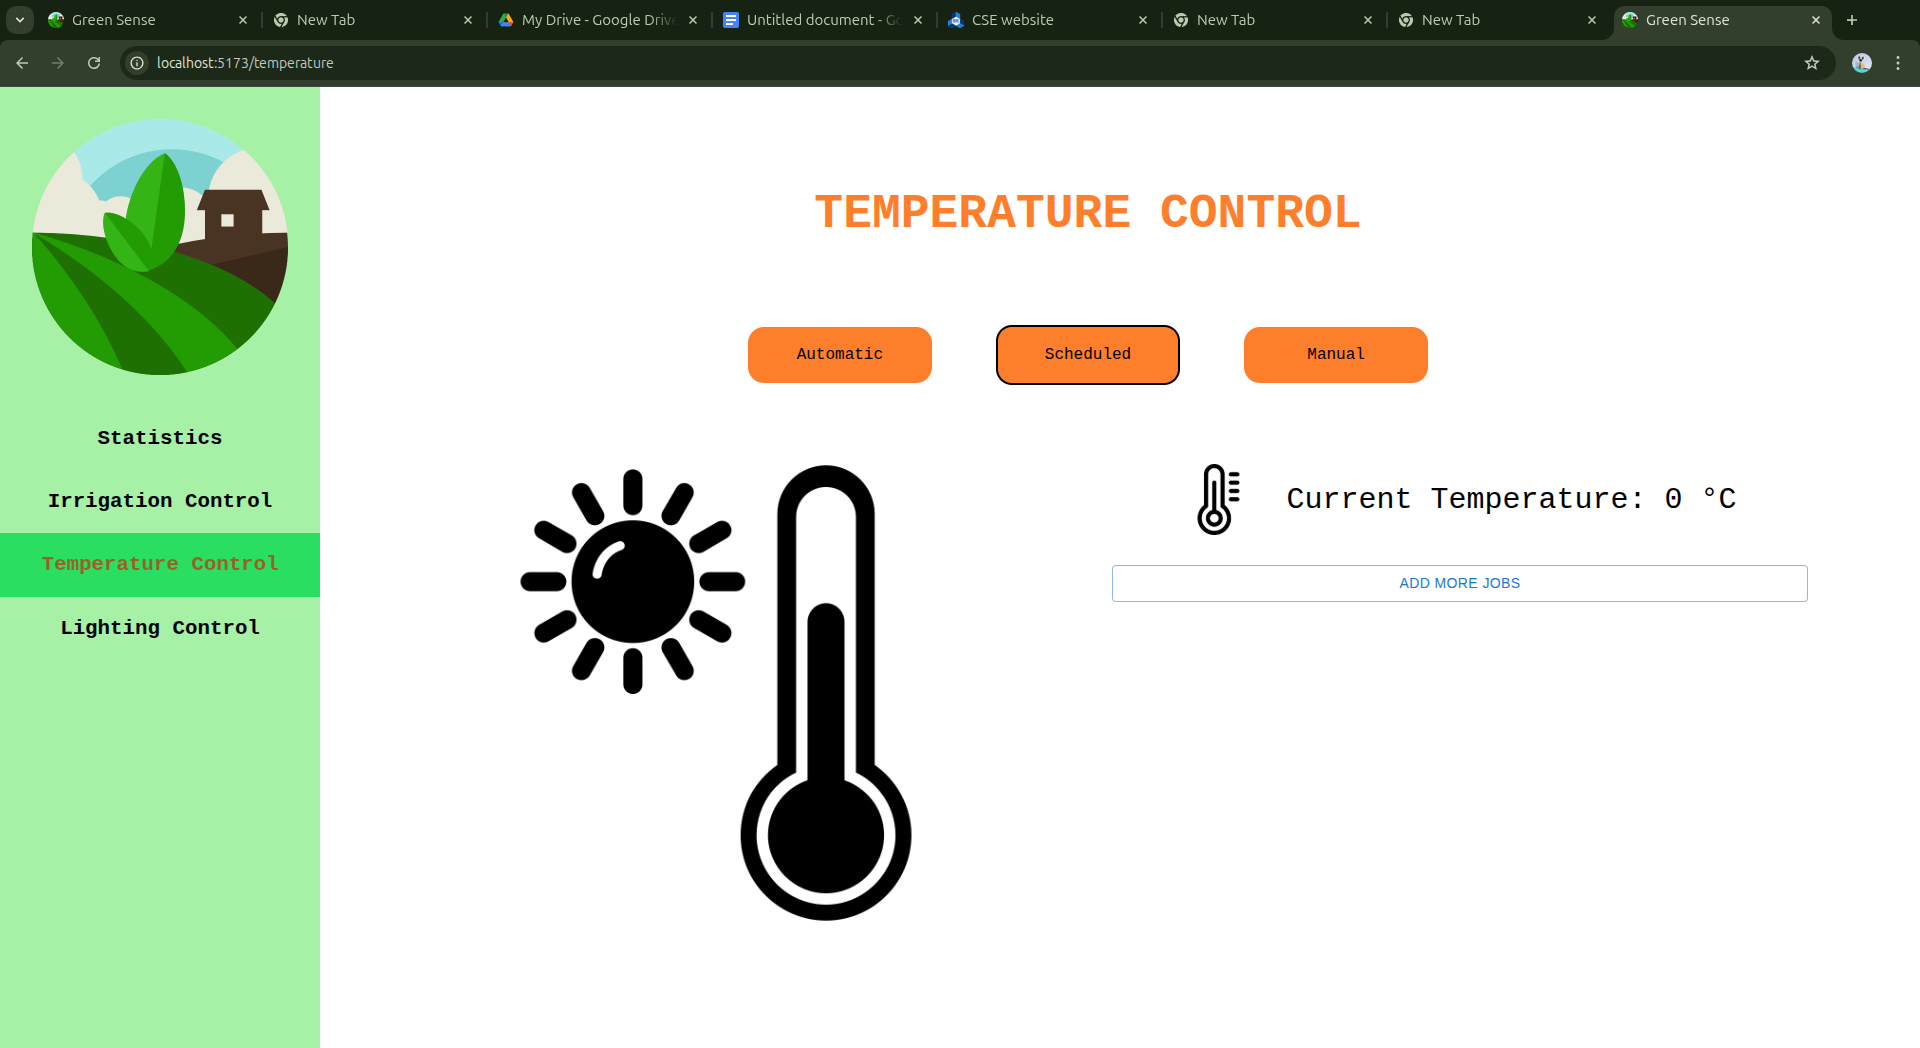 Green Sense
New Tab
My Drive - Google Drive
Untitled document - Go
CSE website
New Tab
New Tab
Green Sense
localhost:5173/temperature
Statistics
Irrigation Control
Temperature Control
Lighting Control
TEMPERATURE CONTROL
Automatic
Scheduled
Manual
Current Temperature: 0 °C
ADD MORE JOBS